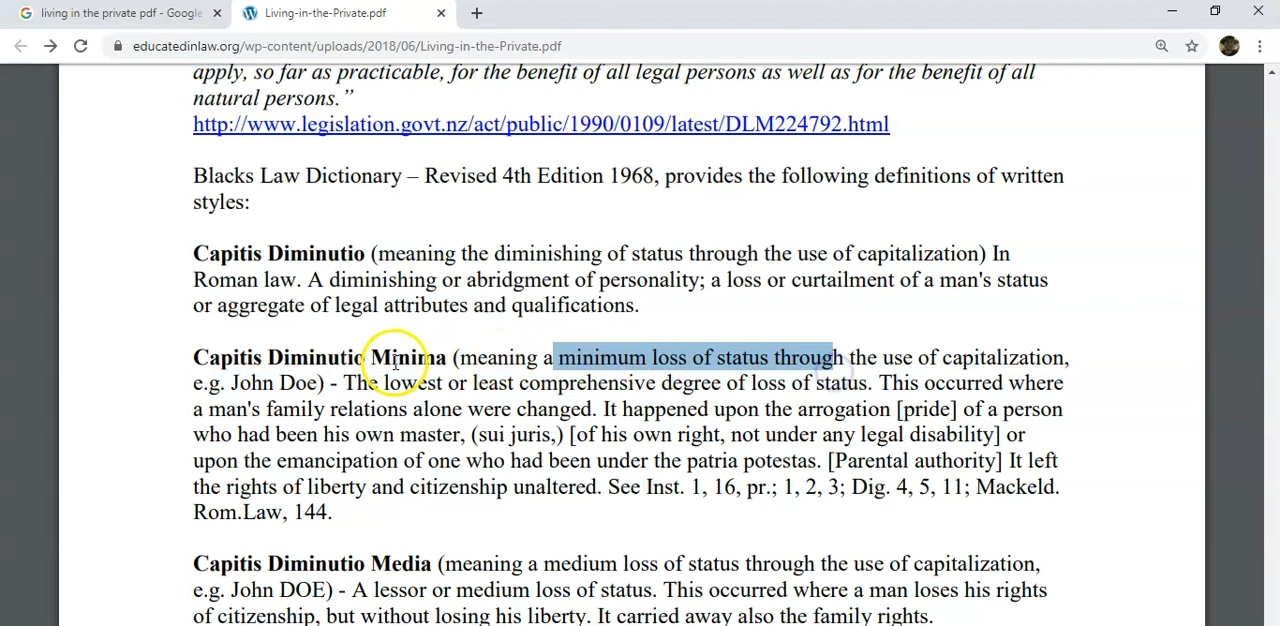 living in the private pdf - Google
Living-in-the-Private.pdf
educatedinlaw.org/wp-content/uploads/2018/06/Living-in-the-Private.pdf
apply, so far as practicable, for the benefit of all legal persons as well as for the benefit of all
natural persons.”
http://www.legislation.govt.nz/act/public/1990/0109/latest/DLM224792.html
Blacks Law Dictionary – Revised 4th Edition 1968, provides the following definitions of written
styles:
Capitis Diminutio (meaning the diminishing of status through the use of capitalization) In
Roman law. A diminishing or abridgment of personality; a loss or curtailment of a man's status
or aggregate of legal attributes and qualifications.
Capitis Diminutio Minima (meaning a minimum loss of status through the use of capitalization,
e.g. John Doe) - The lowest or least comprehensive degree of loss of status. This occurred where
a man's family relations alone were changed. It happened upon the arrogation [pride] of a person
who had been his own master, (sui juris,) [of his own right, not under any legal disability] or
upon the emancipation of one who had been under the patria potestas. [Parental authority] It left
the rights of liberty and citizenship unaltered. See Inst. 1, 16, pr.; 1, 2, 3; Dig. 4, 5, 11; Mackeld.
Rom.Law, 144.
Capitis Diminutio Media (meaning a medium loss of status through the use of capitalization,
e.g. John DOE) - A lessor or medium loss of status. This occurred where a man loses his rights
of citizenship, but without losing his liberty. It carried away also the family rights.